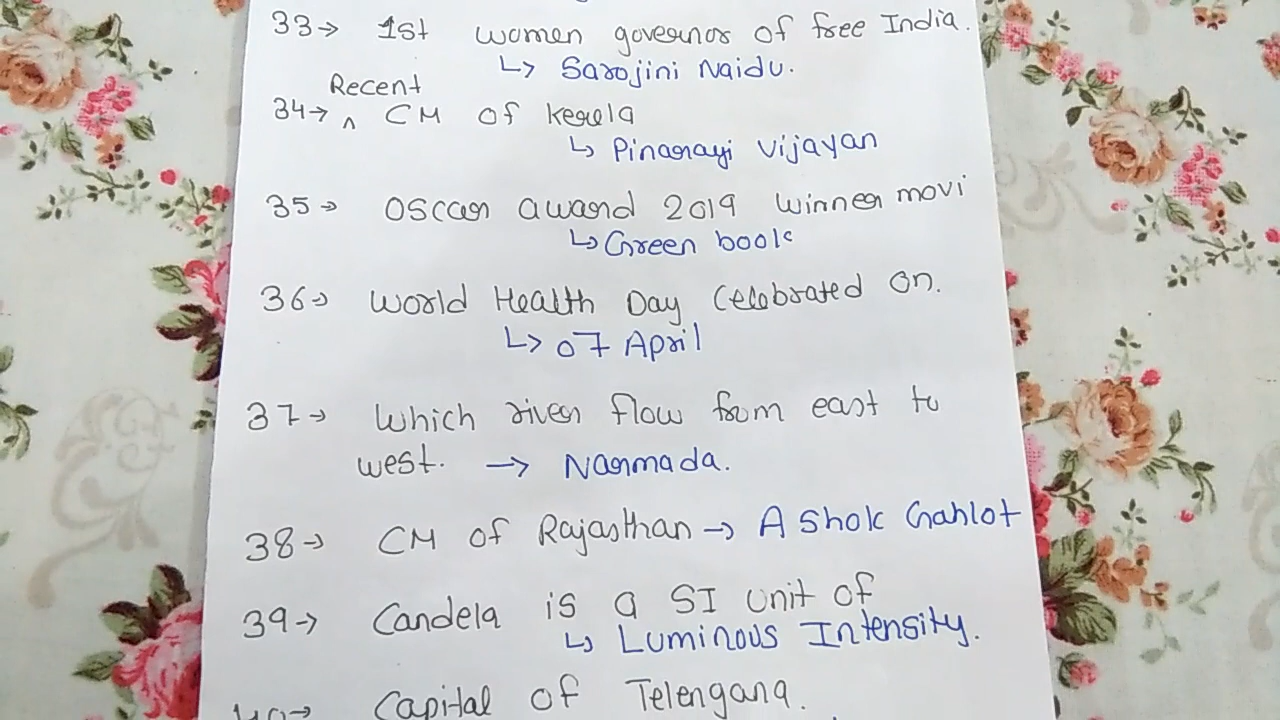 33→ 1st women governor of free India.
↳ Sarojini Naidu.
Recent
34→ ^ CM of kerela
↳ Pinarayi Vijayan
35→ Oscar award 2019 winner movi
↳ Green book
36→ World Health Day Celebrated On.
↳ 07 April
37→ Which river flow from east to
west. → Narmada.
38→ CM of Rajasthan → Ashok Gahlot
39→ Candela is a SI unit of
↳ Luminous Intensity.
40→ Capital of Telengana.